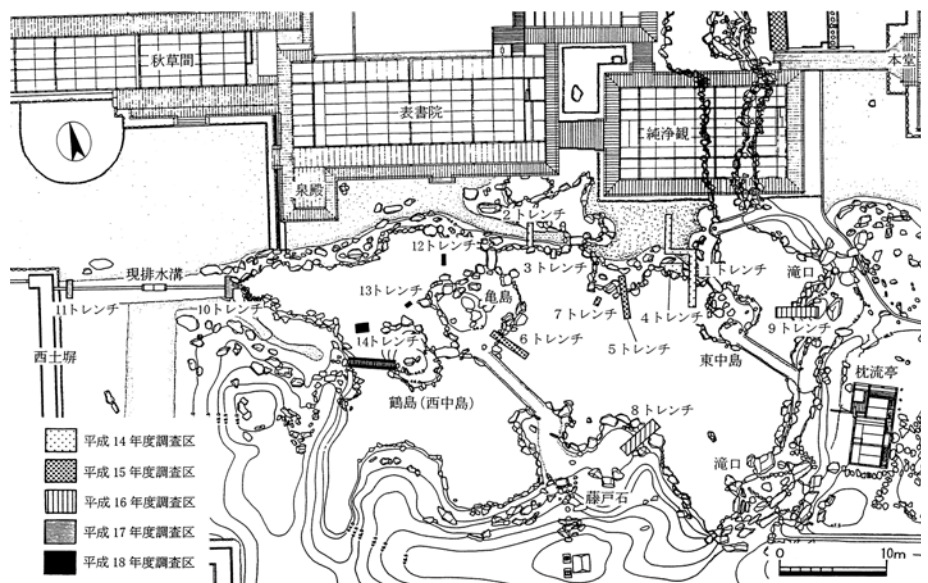 秋草間
表書院
純浄観
本堂
泉殿
2トレンチ
12トレンチ
3トレンチ
1トレンチ
滝口
現排水溝
13トレンチ
亀島
11トレンチ
10トレンチ
7トレンチ
4トレンチ
9トレンチ
西土塀
14トレンチ
6トレンチ
5トレンチ
東中島
枕流亭
鶴島(西中島)
8トレンチ
滝口
藤戸石
平成14年度調査区
平成15年度調査区
平成16年度調査区
平成17年度調査区
平成18年度調査区
0 10m